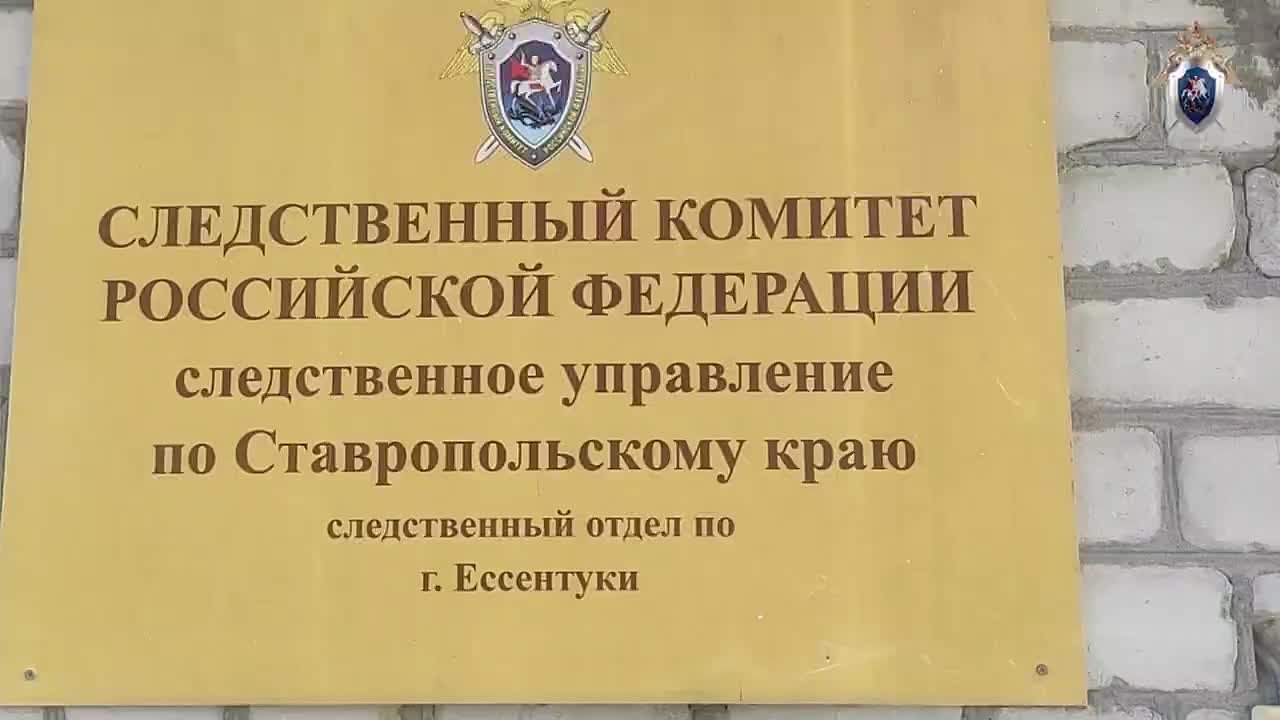 СЛЕДСТВЕННЫЙ КОМИТЕТ
РОССИЙСКОЙ ФЕДЕРАЦИИ
следственное управление
по Ставропольскому краю
следственный отдел по
г. Ессентуки